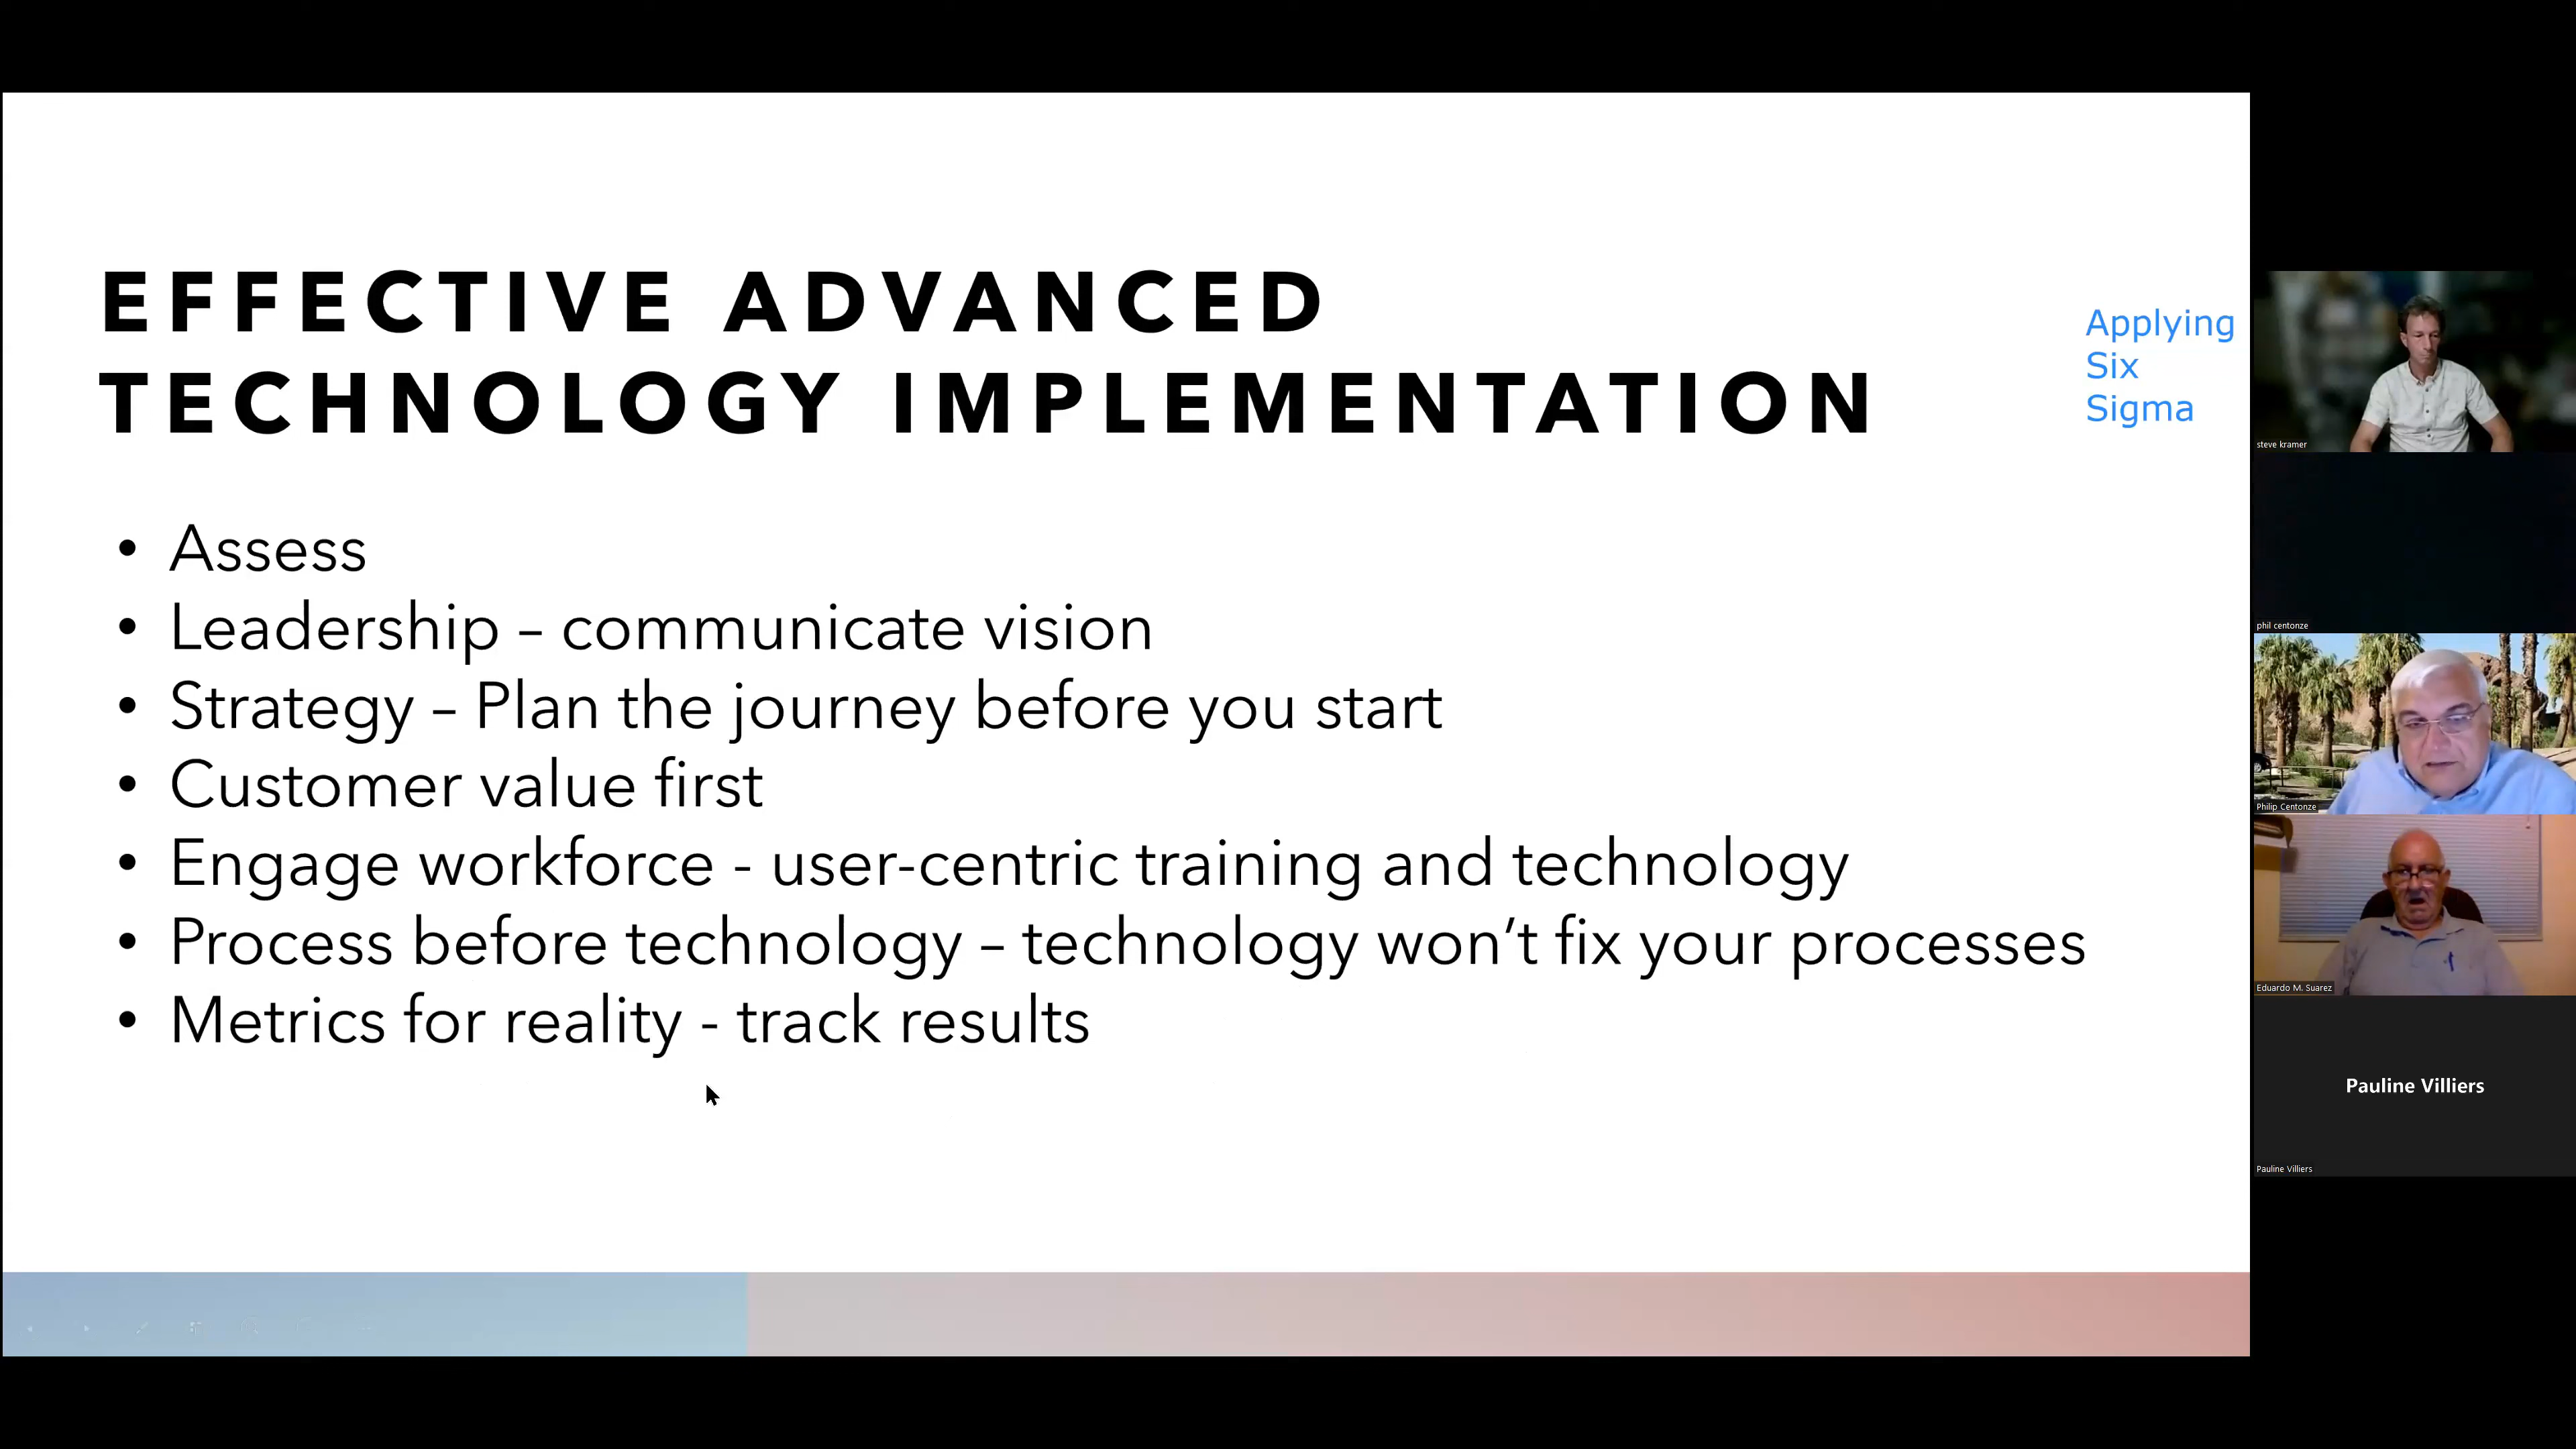 EFFECTIVE ADVANCED
TECHNOLOGY IMPLEMENTATION
Applying
Six
Sigma
• Assess
• Leadership – communicate vision
• Strategy – Plan the journey before you start
• Customer value first
• Engage workforce - user-centric training and technology
• Process before technology – technology won’t fix your processes
• Metrics for reality - track results
steve kramer
phil centonze
Philip Centonze
Eduardo M. Suarez
Pauline Villiers
Pauline Villiers